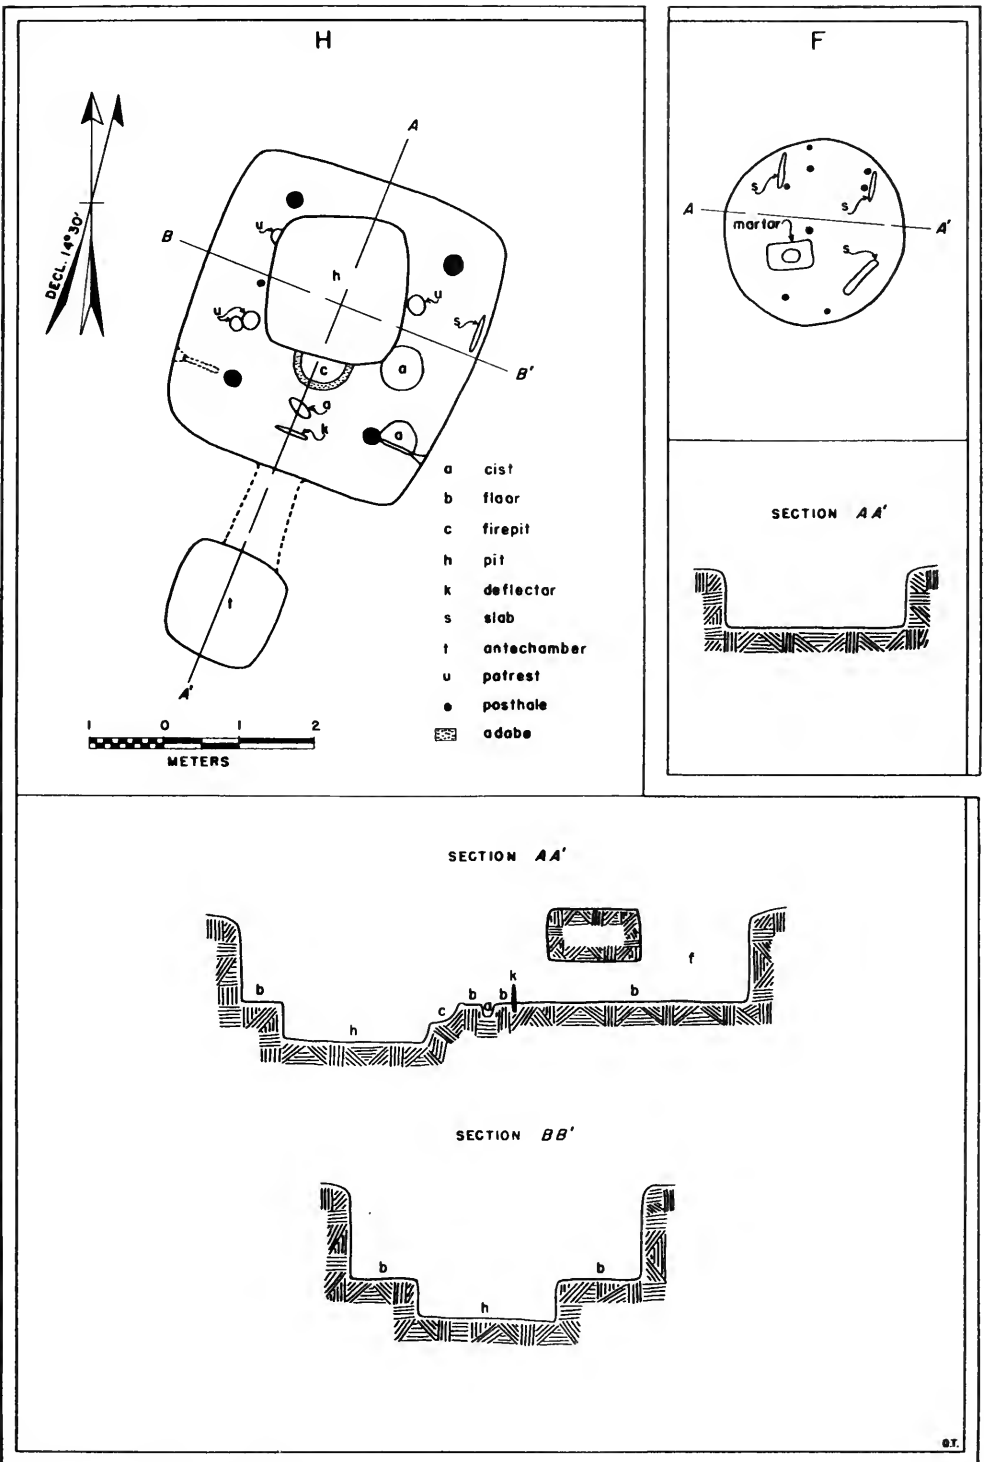 H
DECL. 14°30'
A
B
u
h
u
u
s
B'
c
a
a
k
a
t
A'
a cist
b floor
c firepit
h pit
k deflector
s slab
t antechamber
u potrest
● posthole
adobe
1 0 1 2
METERS
F
s
s
A
A'
mortar
s
SECTION AA'
SECTION AA'
b
h
c
b
a
b
k
f
b
SECTION BB'
b
b
h
D.T.